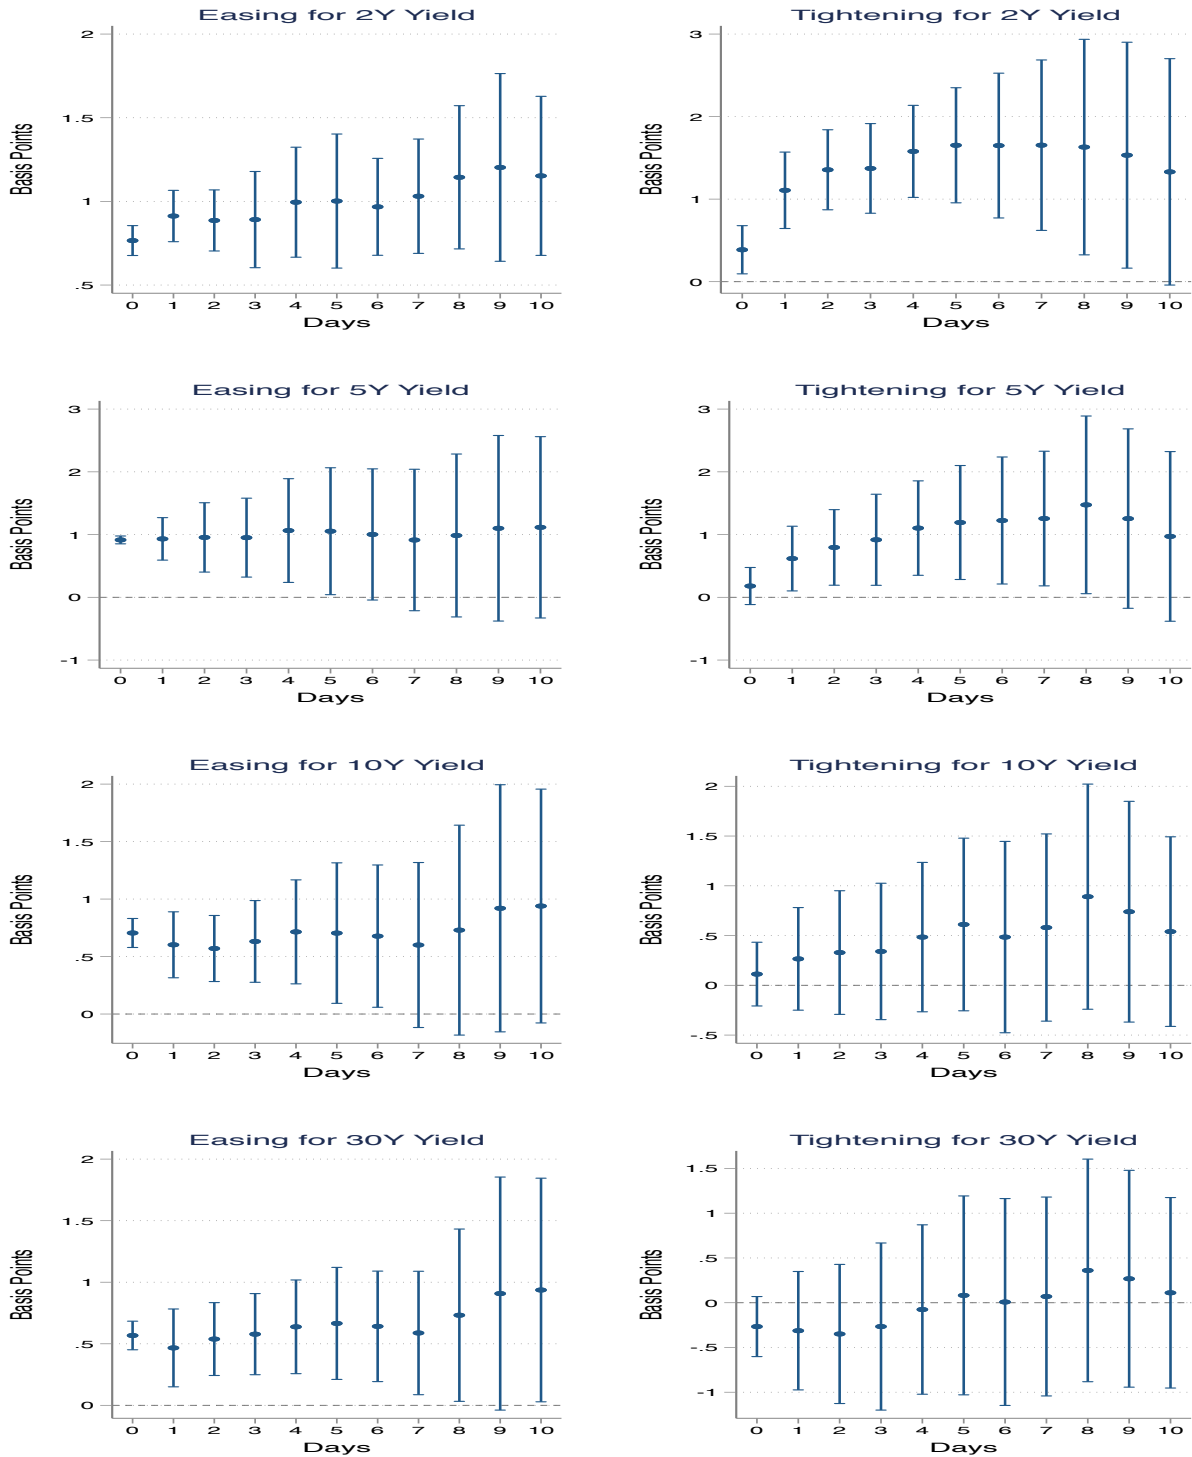 Easing for 2Y Yield
Basis Points
2
1.5
1
.5
0 1 2 3 4 5 6 7 8 9 10
Days
Tightening for 2Y Yield
Basis Points
3
2
1
0
0 1 2 3 4 5 6 7 8 9 10
Days
Easing for 5Y Yield
Basis Points
3
2
1
0
-1
0 1 2 3 4 5 6 7 8 9 10
Days
Tightening for 5Y Yield
Basis Points
3
2
1
0
-1
0 1 2 3 4 5 6 7 8 9 10
Days
Easing for 10Y Yield
Basis Points
2
1.5
1
.5
0
0 1 2 3 4 5 6 7 8 9 10
Days
Tightening for 10Y Yield
Basis Points
2
1.5
1
.5
0
-.5
0 1 2 3 4 5 6 7 8 9 10
Days
Easing for 30Y Yield
Basis Points
2
1.5
1
.5
0
0 1 2 3 4 5 6 7 8 9 10
Days
Tightening for 30Y Yield
Basis Points
1.5
1
.5
0
-.5
-1
0 1 2 3 4 5 6 7 8 9 10
Days